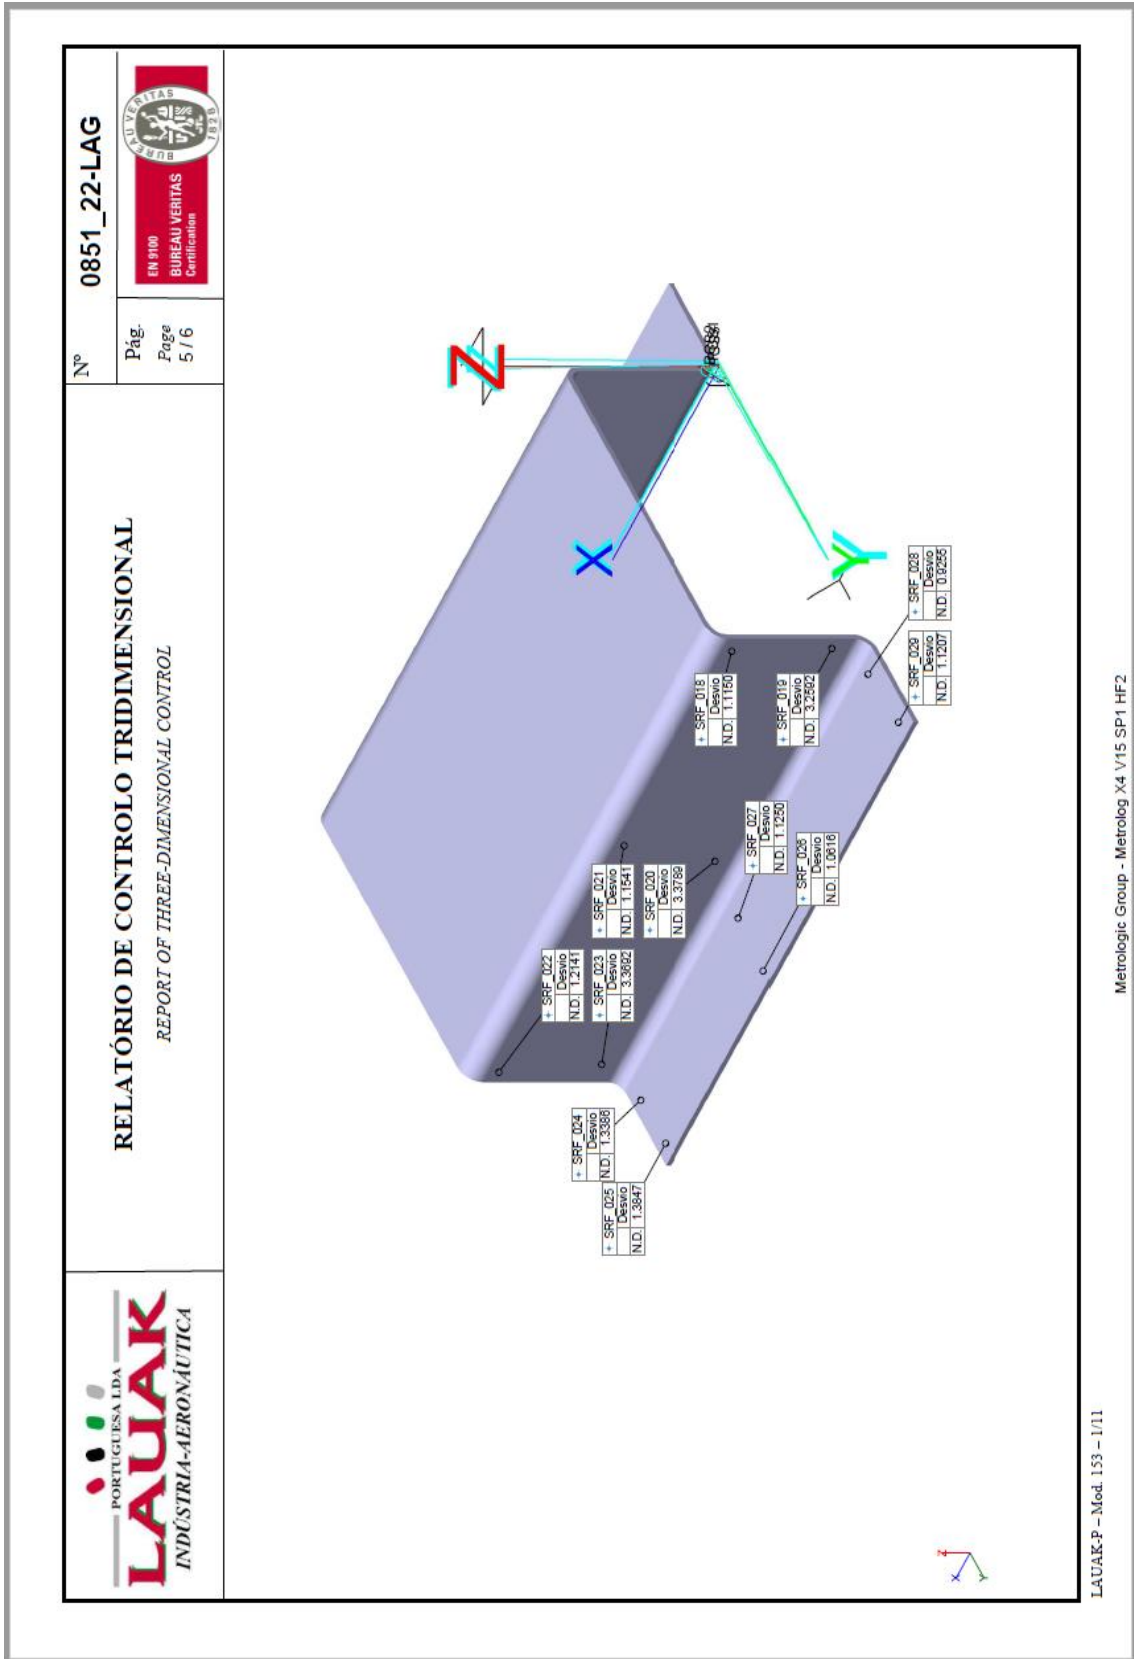 PORTUGUESA LDA
LAUAK
INDÚSTRIA-AERONÁUTICA
RELATÓRIO DE CONTROLO TRIDIMENSIONAL
REPORT OF THREE-DIMENSIONAL CONTROL
Nº
0851_22-LAG
Pág.
Page
5 / 6
EN 9100
BUREAU VERITAS
Certification
BUREAU VERITAS
1828
Z
X
Y
+ SRF_022
Desvio
N.D. 1.2141
+ SRF_023
Desvio
N.D. 3.3692
+ SRF_021
Desvio
N.D. 1.1541
+ SRF_020
Desvio
N.D. 3.3789
+ SRF_018
Desvio
N.D. 1.1150
+ SRF_019
Desvio
N.D. 3.2592
+ SRF_024
Desvio
N.D. 1.3386
+ SRF_025
Desvio
N.D. 1.3847
+ SRF_027
Desvio
N.D. 1.1250
+ SRF_026
Desvio
N.D. 1.0616
+ SRF_028
Desvio
N.D. 0.9255
+ SRF_029
Desvio
N.D. 1.1207
Z
X
Y
LAUAK-P – Mod. 153 – 1/11
Metrologic Group - Metrolog X4 V15 SP1 HF2